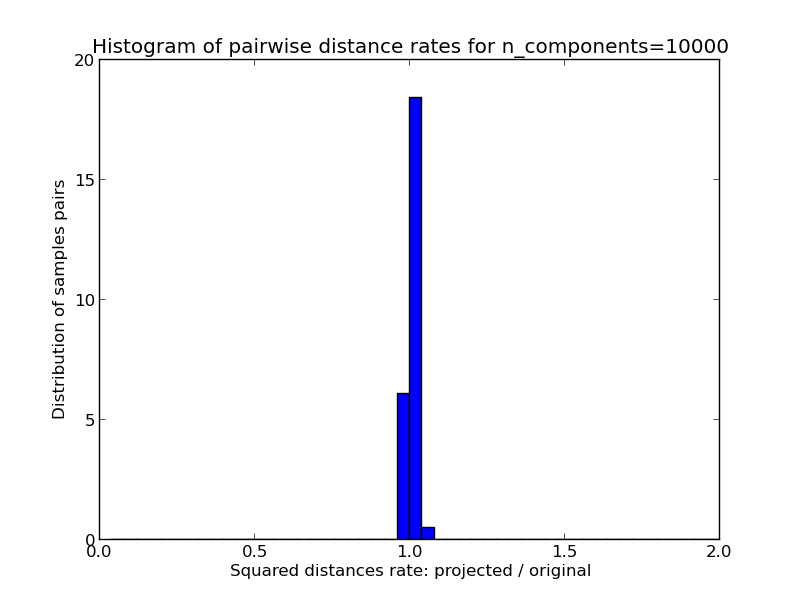 Histogram of pairwise distance rates for n_components=10000
20
15
10
5
0
Distribution of samples pairs
0.0 0.5 1.0 1.5 2.0
Squared distances rate: projected / original